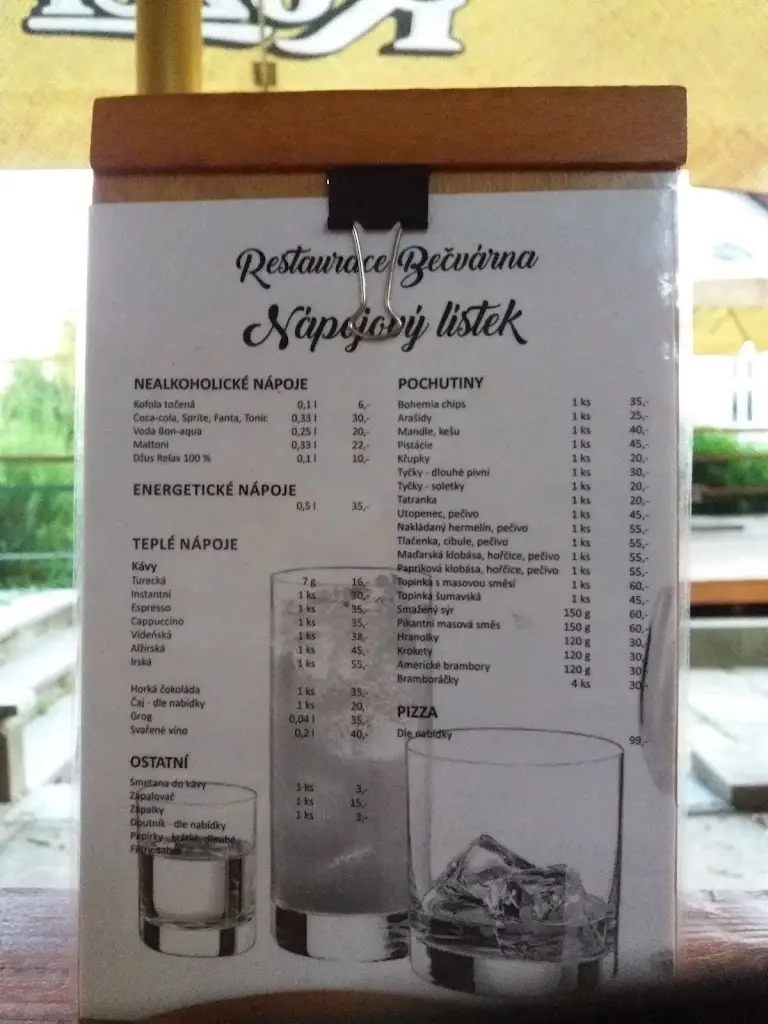 Restaurace Bečvárna
Nápojový lístek
NEALKOHOLICKÉ NÁPOJE
Kofola točená 0,1 l 6,-
Coca-cola, Sprite, Fanta, Tonic 0,33 l 30,-
Voda Bon-aqua 0,25 l 20,-
Mattoni 0,33 l 22,-
Džus Relax 100 % 0,1 l 10,-
ENERGETICKÉ NÁPOJE
0,5 l 35,-
TEPLÉ NÁPOJE
Kávy
Turecká 7 g 16,-
Instantní 1 ks 30,-
Espresso 1 ks 35,-
Cappuccino 1 ks 35,-
Vídeňská 1 ks 38,-
Alžírská 1 ks 45,-
Irská 1 ks 55,-
Horká čokoláda 1 ks 35,-
Čaj - dle nabídky 1 ks 20,
Grog 0,04 l 35,-
Svařené víno 0,2 l 40,-
OSTATNÍ
Smetana do kávy 1 ks 3,-
Zapalovač 1 ks 15,-
Zápalky 1 ks 3,-
Doutník - dle nabídky
Papírky - krátké, dlouhé
Filtry, tabák
POCHUTINY
Bohemia chips 1 ks 35,-
Arašídy 1 ks 25,-
Mandle, kešu 1 ks 40,-
Pistácie 1 ks 45,-
Křupky 1 ks 20,-
Tyčky - dlouhé pivní 1 ks 30,-
Tyčky - soletky 1 ks 20,-
Tatranka 1 ks 20,-
Utopenec, pečivo 1 ks 45,-
Nakládaný hermelín, pečivo 1 ks 55,-
Tlačenka, cibule, pečivo 1 ks 55,-
Maďarská klobása, hořčice, pečivo 1 ks 55,-
Papriková klobása, hořčice, pečivo 1 ks 55,-
Topinka s masovou směsí 1 ks 60,-
Topinka šumavská 1 ks 45,-
Smažený sýr 150 g 60,-
Pikantní masová směs 150 g 60,-
Hranolky 120 g 30,
Krokety 120 g 30,
Americké brambory 120 g 30,
Bramboráčky 4 ks 30,-
PIZZA
Dle nabídky 99,-